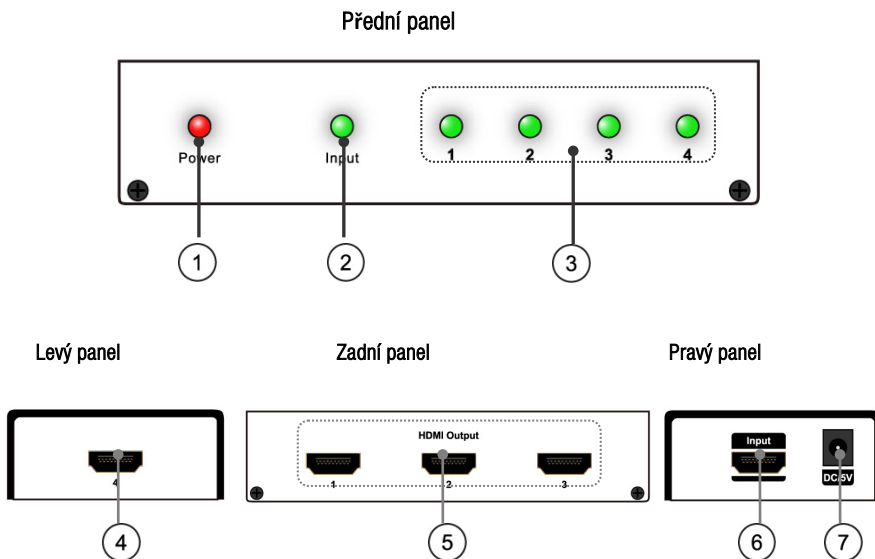 Přední panel
Power
Input
1 2 3 4
1 2 3
Levý panel
Zadní panel
Pravý panel
4
HDMI Output
1 2 3
Input
DC/5V
4 5 6 7